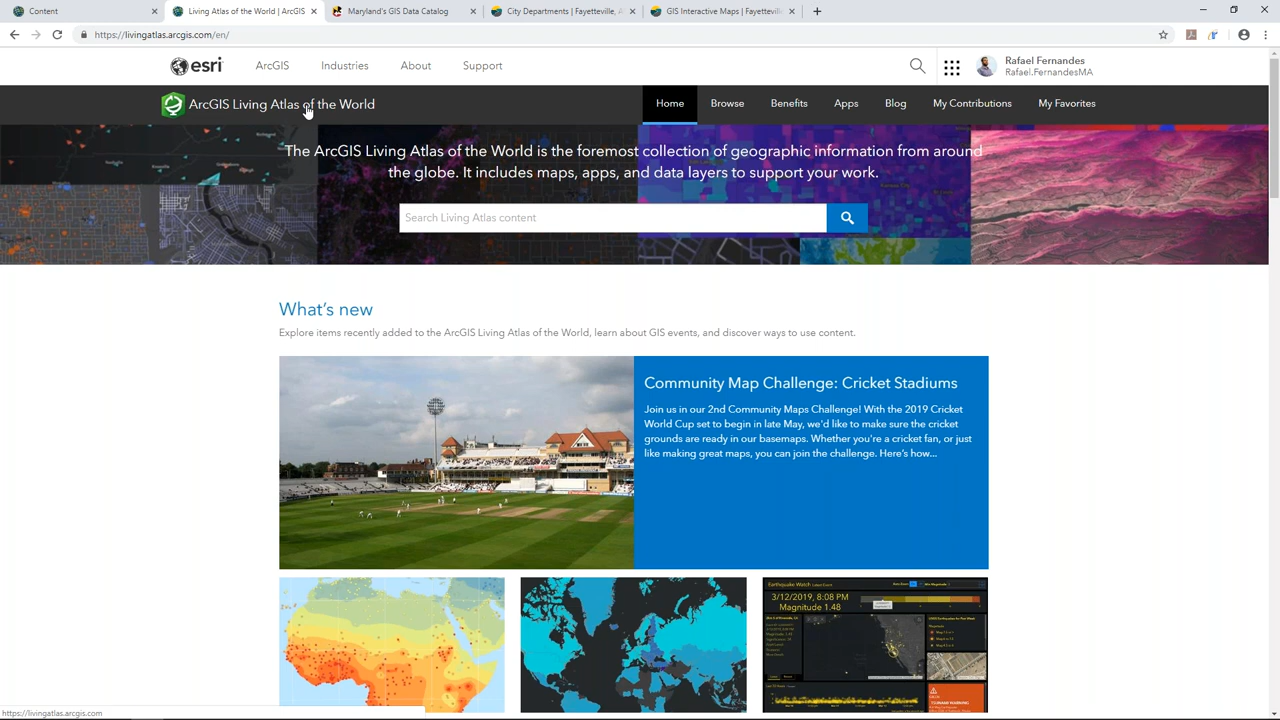 Content
Living Atlas of the World | ArcGIS
Maryland's GIS Data Catalog
City Departments | Fayetteville, A
GIS Interactive Maps | Fayettevill
https://livingatlas.arcgis.com/en/
esri
ArcGIS
Industries
About
Support
Rafael Fernandes
Rafael.FernandesMA
ArcGIS Living Atlas of the World
Home
Browse
Benefits
Apps
Blog
My Contributions
My Favorites
The ArcGIS Living Atlas of the World is the foremost collection of geographic information from around
the globe. It includes maps, apps, and data layers to support your work.
Search Living Atlas content
What's new
Explore items recently added to the ArcGIS Living Atlas of the World, learn about GIS events, and discover ways to use content.
Community Map Challenge: Cricket Stadiums
Join us in our 2nd Community Maps Challenge! With the 2019 Cricket
World Cup set to begin in late May, we'd like to make sure the cricket
grounds are ready in our basemaps. Whether you're a cricket fan, or just
like making great maps, you can join the challenge. Here's how...
Earthquake Watch
3/12/2019, 8:08 PM
Magnitude 1.48
TSUNAMI WARNING
https://livingatlas.arcgis.com